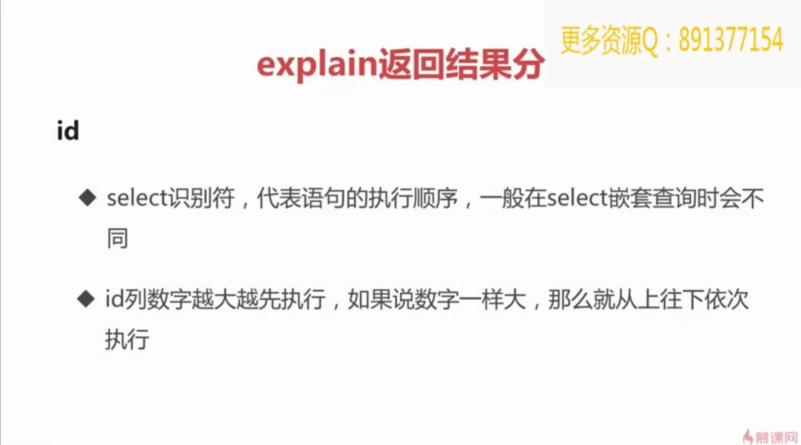 更多资源Q：891377154
explain返回结果分
id
◆ select识别符，代表语句的执行顺序，一般在select嵌套查询时会不
同
◆ id列数字越大越先执行，如果说数字一样大，那么就从上往下依次
执行
慕课网